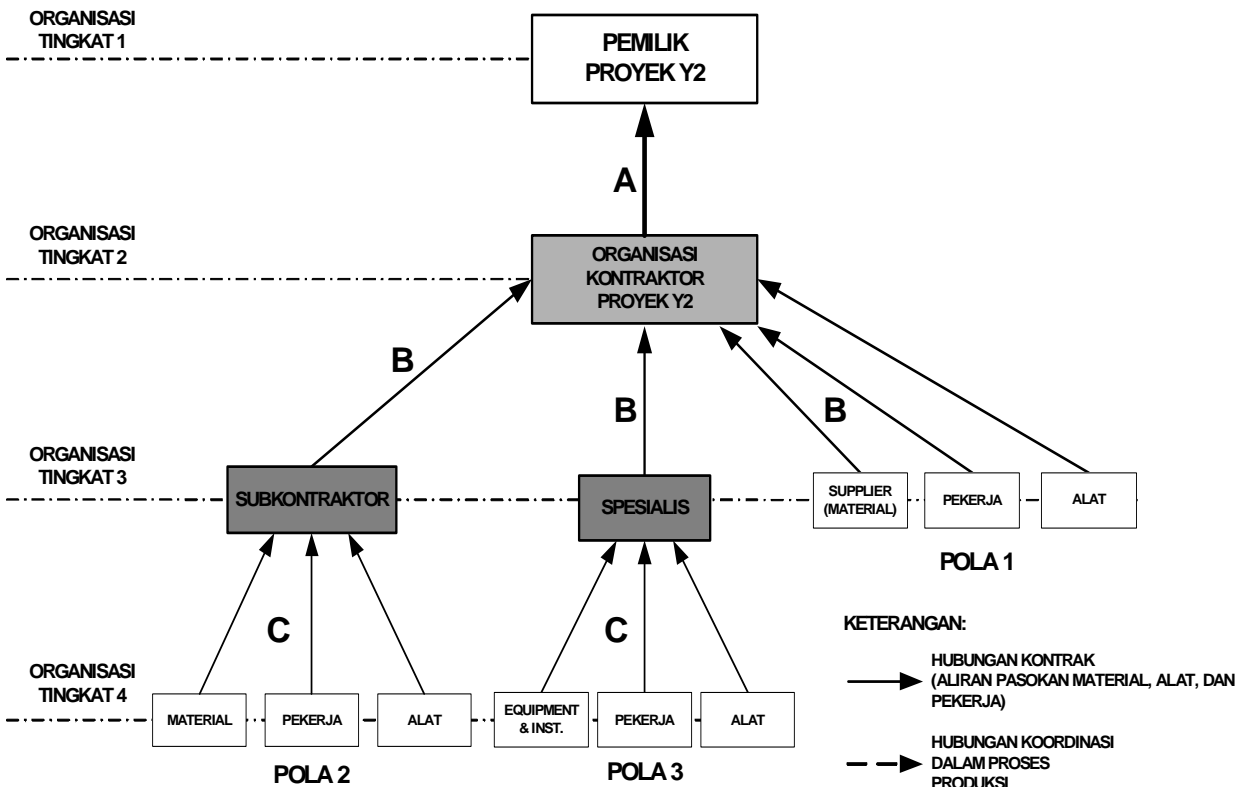 ORGANISASI
TINGKAT 1
PEMILIK
PROYEK Y2
A
ORGANISASI
TINGKAT 2
ORGANISASI
KONTRAKTOR
PROYEK Y2
B
B
B
ORGANISASI
TINGKAT 3
SUBKONTRAKTOR
SPESIALIS
SUPPLIER
(MATERIAL)
PEKERJA
ALAT
POLA 1
C
C
KETERANGAN:
HUBUNGAN KONTRAK
(ALIRAN PASOKAN MATERIAL, ALAT, DAN
PEKERJA)
ORGANISASI
TINGKAT 4
MATERIAL
PEKERJA
ALAT
EQUIPMENT
& INST.
PEKERJA
ALAT
POLA 2
POLA 3
HUBUNGAN KOORDINASI
DALAM PROSES
PRODUKSI